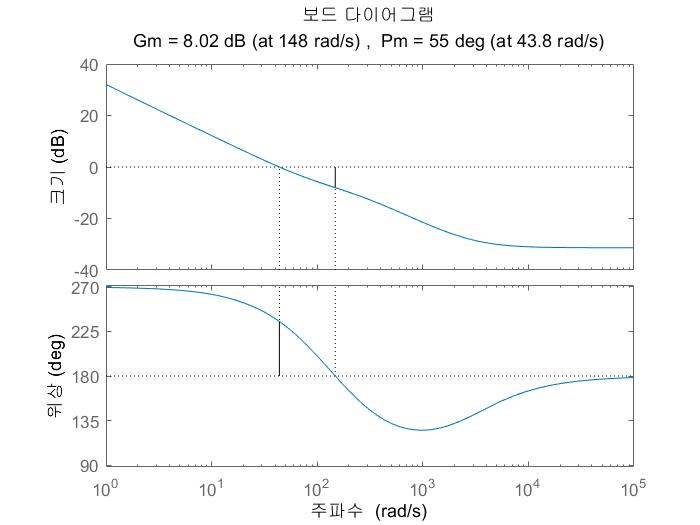 보드 다이어그램
Gm = 8.02 dB (at 148 rad/s) ,  Pm = 55 deg (at 43.8 rad/s)
40
20
0
-20
-40
크기 (dB)
270
225
180
135
90
위상 (deg)
10^0 10^1 10^2 10^3 10^4 10^5
주파수  (rad/s)